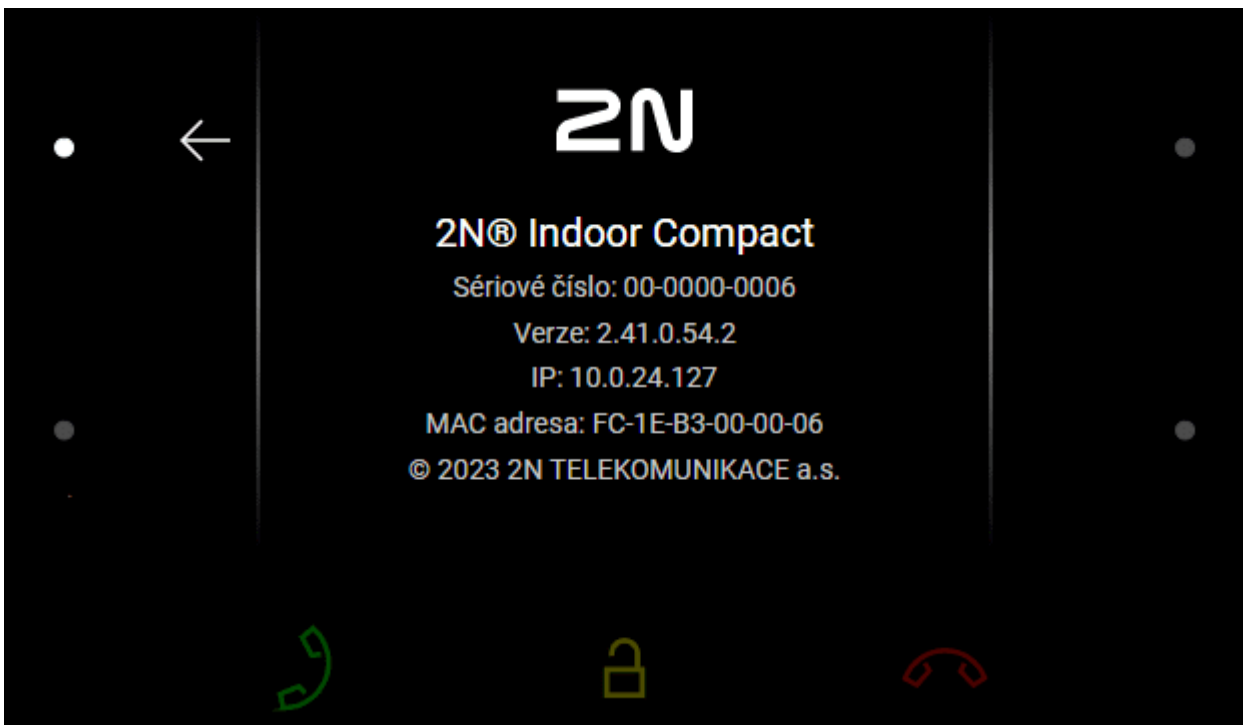 2N
2N® Indoor Compact
Sériové číslo: 00-0000-0006
Verze: 2.41.0.54.2
IP: 10.0.24.127
MAC adresa: FC-1E-B3-00-00-06
© 2023 2N TELEKOMUNIKACE a.s.